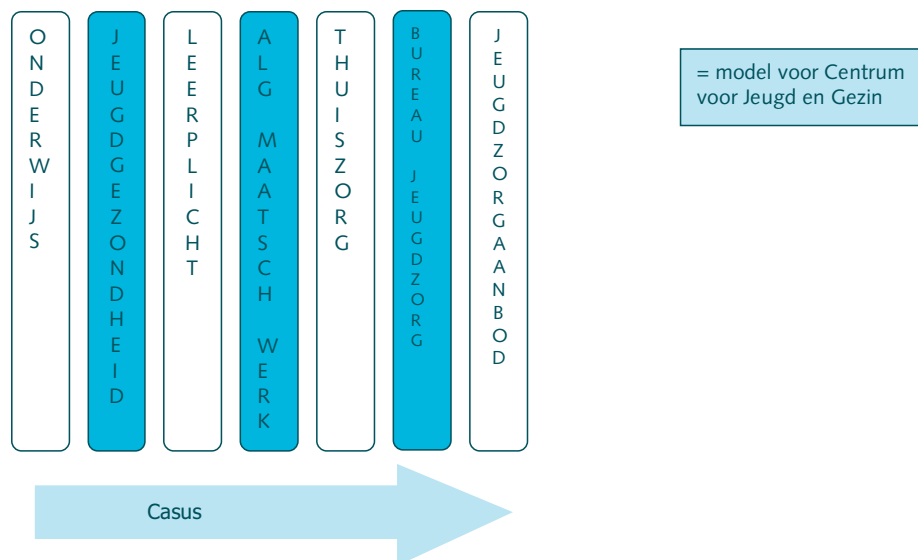 ONDERWIJS
JEUGDGEZONDHEID
LEERPLICHT
ALG MAATSCH WERK
THUISZORG
BUREAU JEUGDZORG
JEUGDZORGAANBOD
= model voor Centrum
voor Jeugd en Gezin
Casus